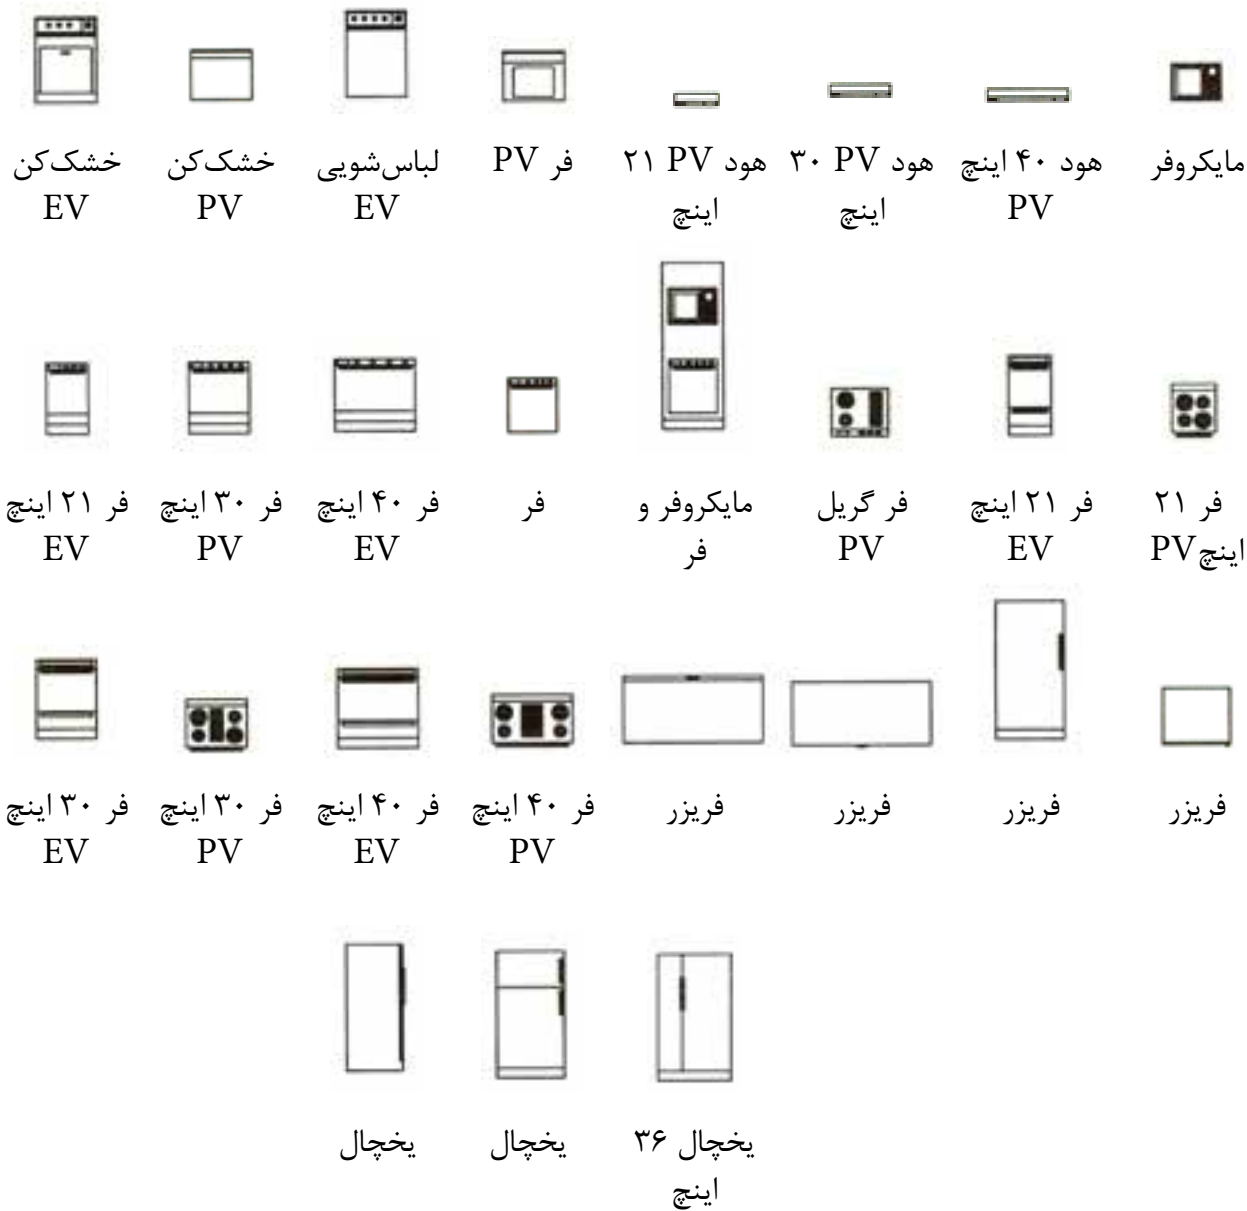 مایکروفر
هود ۴۰ اینچ
PV
هود PV ۳۰
اینچ
هود PV ۲۱
اینچ
فر PV
لباس‌شویی
EV
خشک‌کن
PV
خشک‌کن
EV
فر ۲۱
اینچPV
فر ۲۱ اینچ
EV
فر گریل
PV
مایکروفر و
فر
فر
فر ۴۰ اینچ
EV
فر ۳۰ اینچ
PV
فر ۲۱ اینچ
EV
فریزر
فریزر
فریزر
فریزر
فر ۴۰ اینچ
PV
فر ۴۰ اینچ
EV
فر ۳۰ اینچ
PV
فر ۳۰ اینچ
EV
یخچال ۳۶
اینچ
یخچال
یخچال